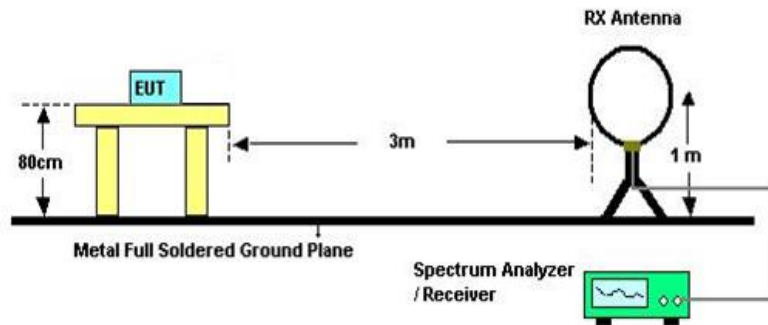 RX Antenna
EUT
3m
80cm
1 m
Metal Full Soldered Ground Plane
Spectrum Analyzer
/ Receiver